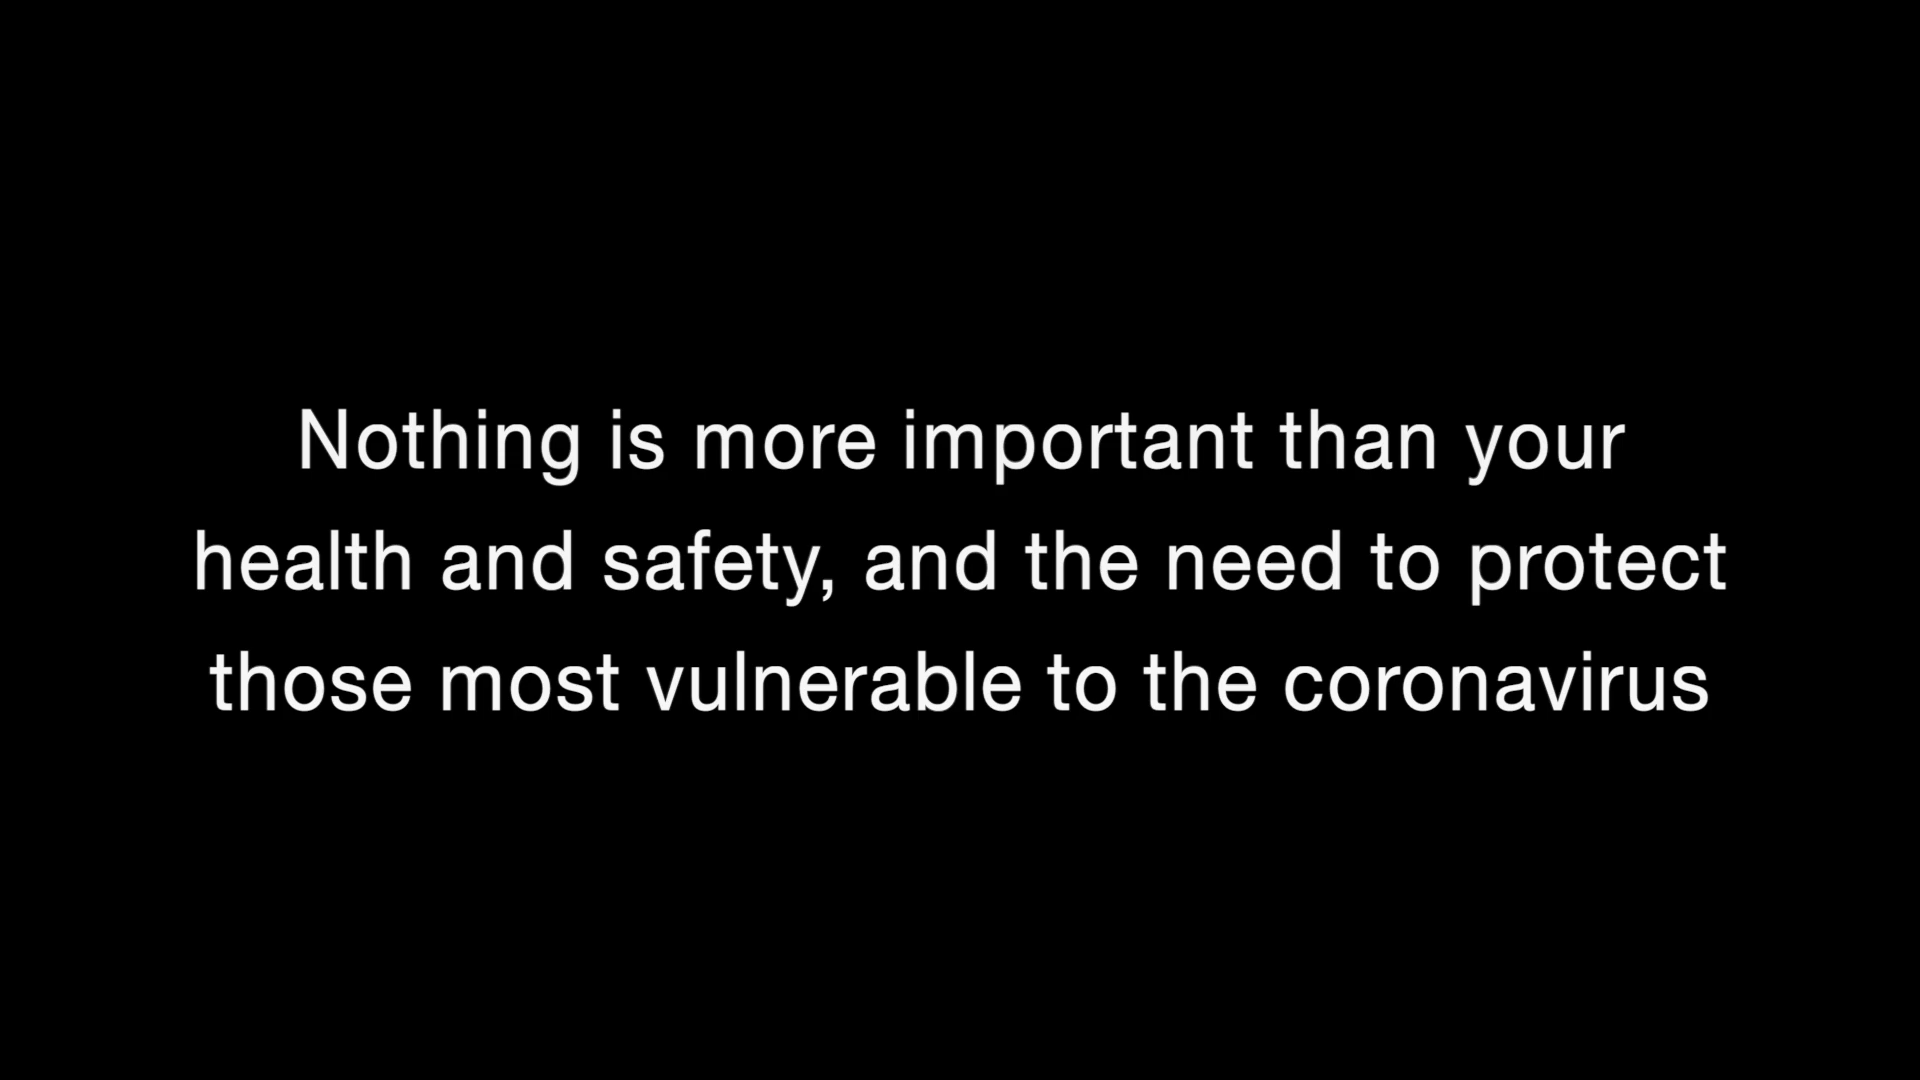 Nothing is more important than your
health and safety, and the need to protect
those most vulnerable to the coronavirus